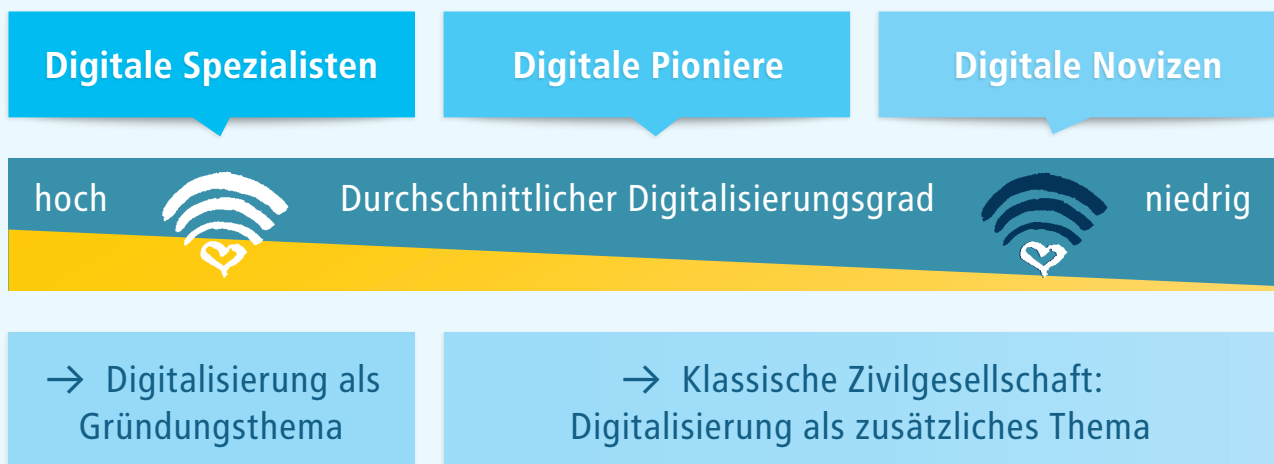 Digitale Spezialisten
Digitale Pioniere
Digitale Novizen
hoch
Durchschnittlicher Digitalisierungsgrad
niedrig
→ Digitalisierung als
Gründungsthema
→ Klassische Zivilgesellschaft:
Digitalisierung als zusätzliches Thema